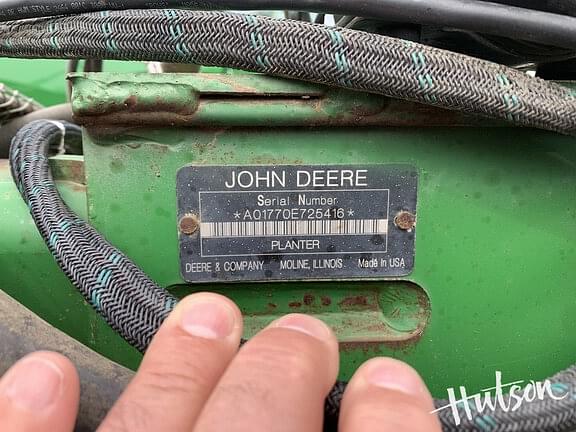 JOHN DEERE
Serial Number
*A01770E725416*
PLANTER
DEERE & COMPANY MOLINE, ILLINOIS Made In USA
Hutson